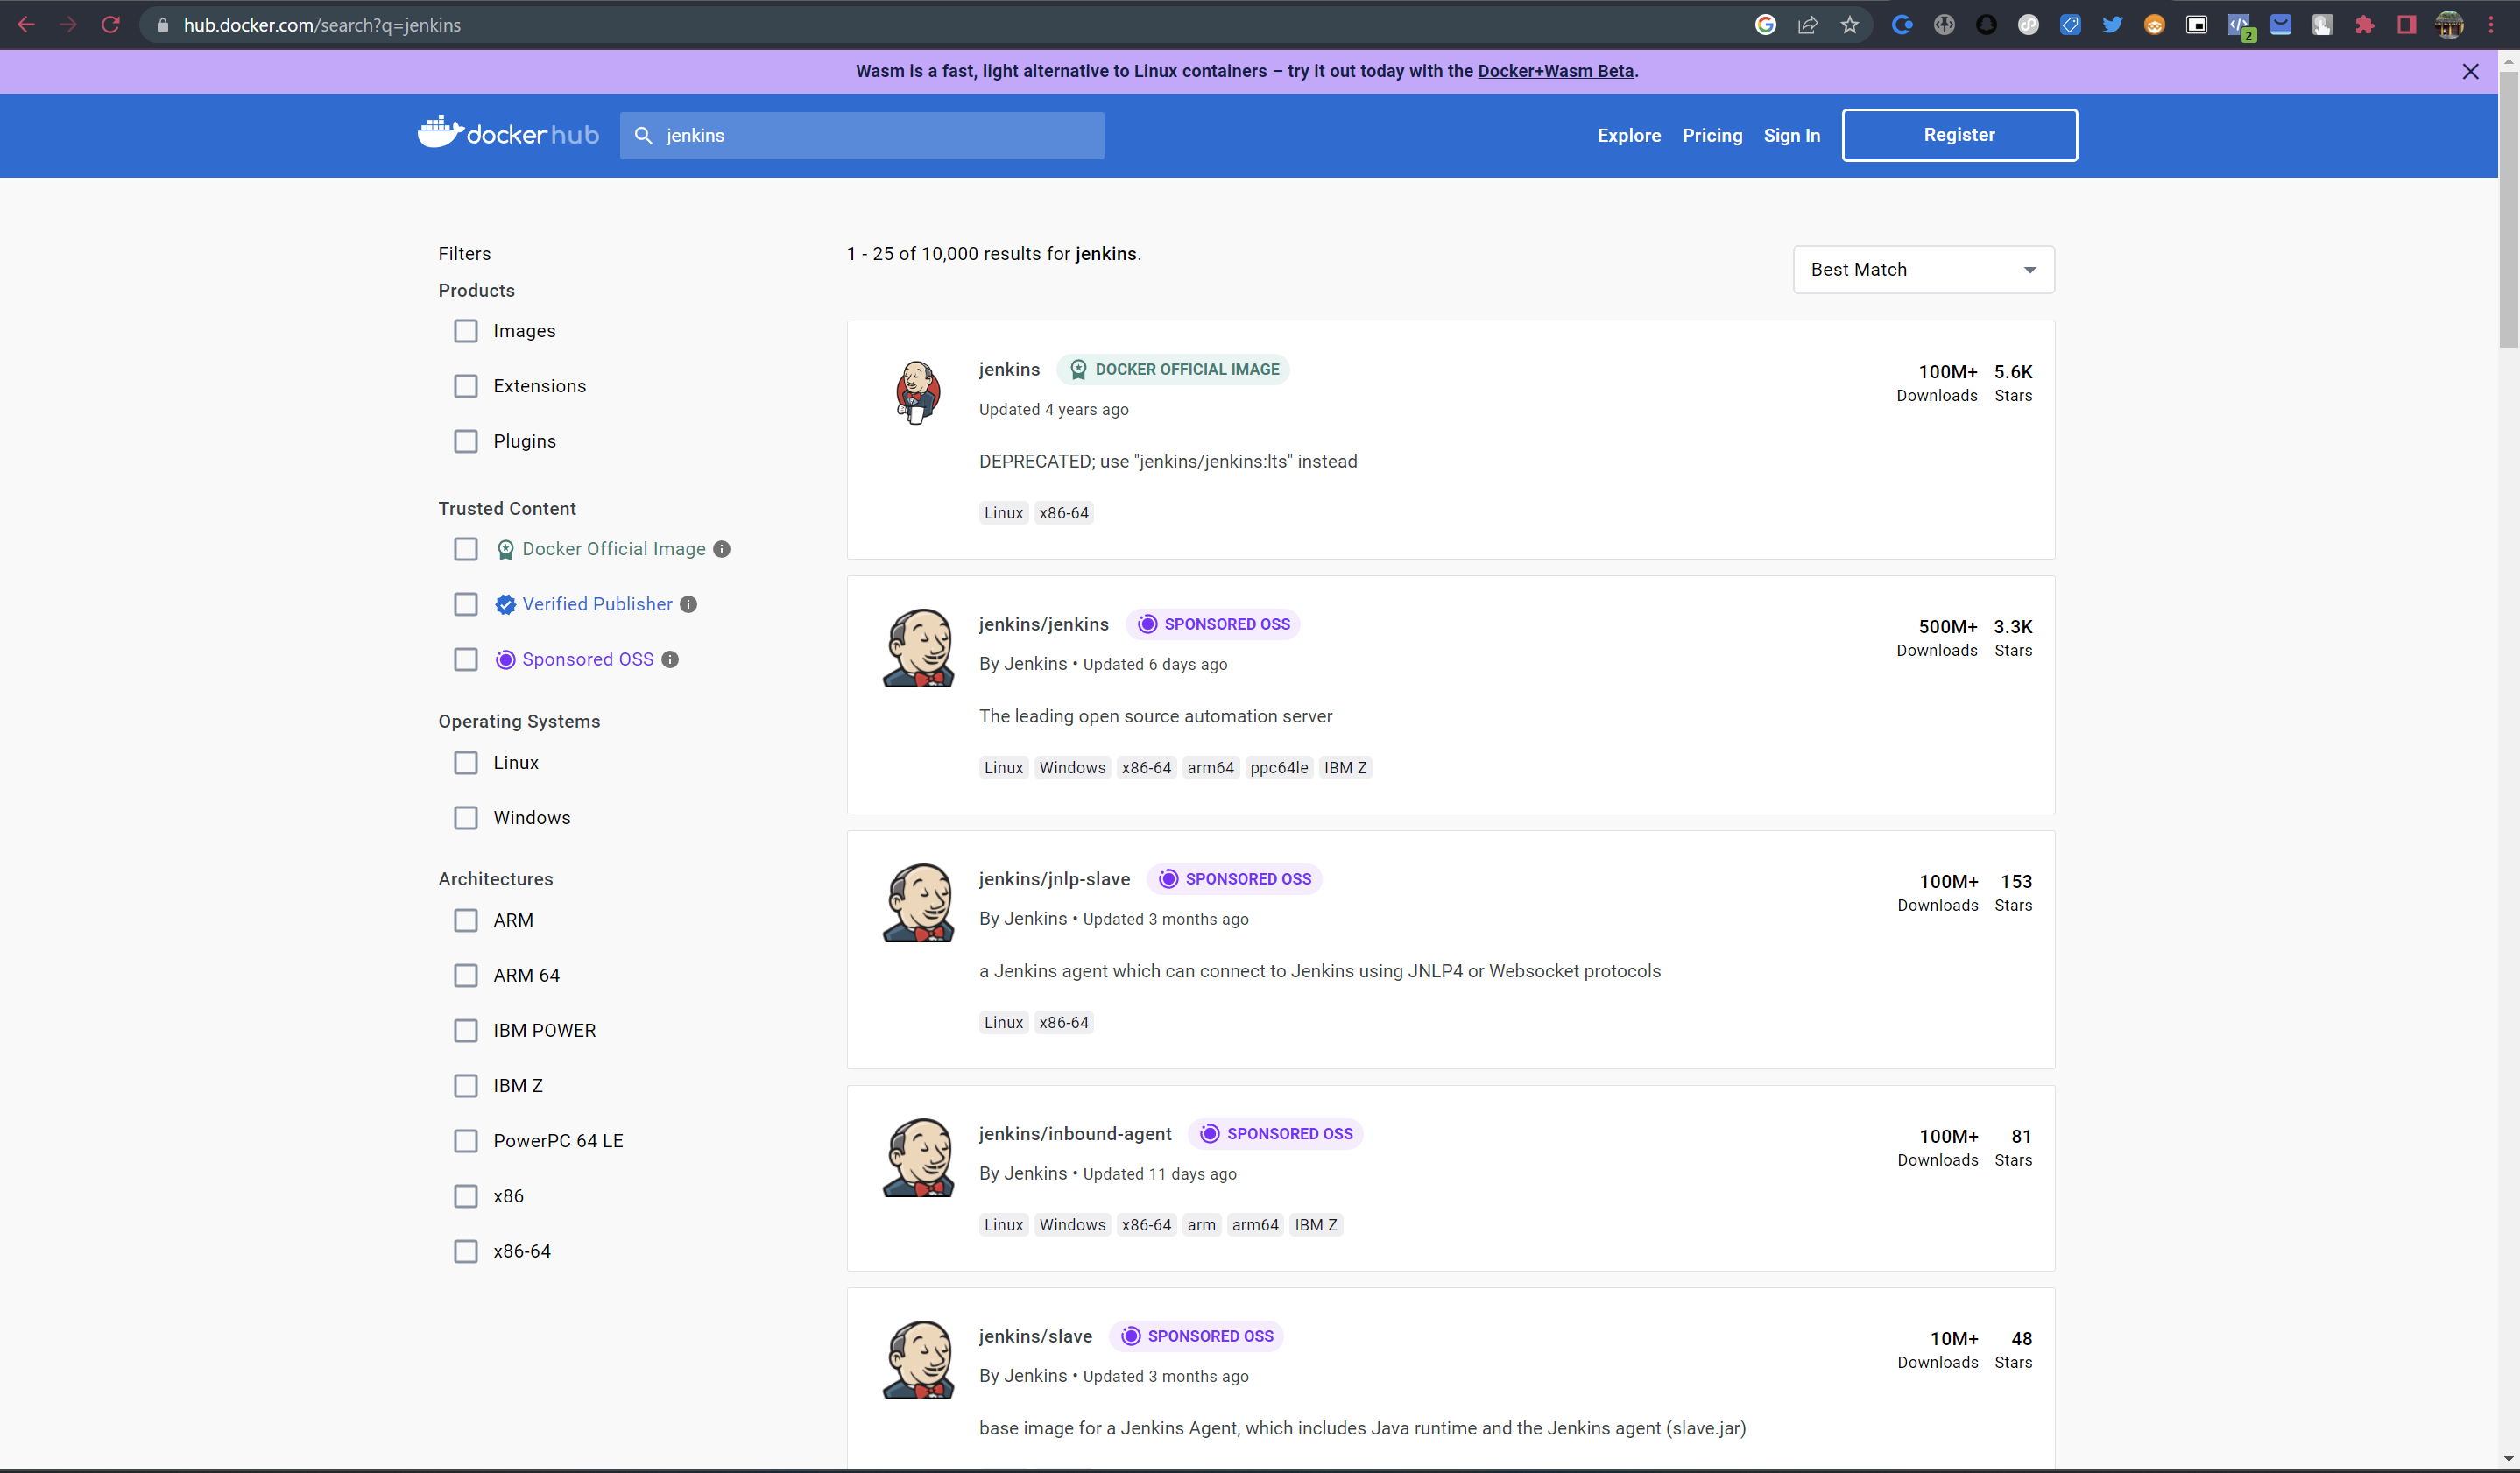 hub.docker.com/search?q=jenkins
2
Wasm is a fast, light alternative to Linux containers – try it out today with the Docker+Wasm Beta.
dockerhub
jenkins
Explore
Pricing
Sign In
Register
Filters
Products
Images
Extensions
Plugins
Trusted Content
Docker Official Image
Verified Publisher
Sponsored OSS
Operating Systems
Linux
Windows
Architectures
ARM
ARM 64
IBM POWER
IBM Z
PowerPC 64 LE
x86
x86-64
1 - 25 of 10,000 results for jenkins.
Best Match
jenkins DOCKER OFFICIAL IMAGE
Updated 4 years ago
100M+ 5.6K
Downloads Stars
DEPRECATED; use "jenkins/jenkins:lts" instead
Linux x86-64
jenkins/jenkins SPONSORED OSS
By Jenkins • Updated 6 days ago
500M+ 3.3K
Downloads Stars
The leading open source automation server
Linux Windows x86-64 arm64 ppc64le IBM Z
jenkins/jnlp-slave SPONSORED OSS
By Jenkins • Updated 3 months ago
100M+ 153
Downloads Stars
a Jenkins agent which can connect to Jenkins using JNLP4 or Websocket protocols
Linux x86-64
jenkins/inbound-agent SPONSORED OSS
By Jenkins • Updated 11 days ago
100M+ 81
Downloads Stars
Linux Windows x86-64 arm arm64 IBM Z
jenkins/slave SPONSORED OSS
By Jenkins • Updated 3 months ago
10M+ 48
Downloads Stars
base image for a Jenkins Agent, which includes Java runtime and the Jenkins agent (slave.jar)